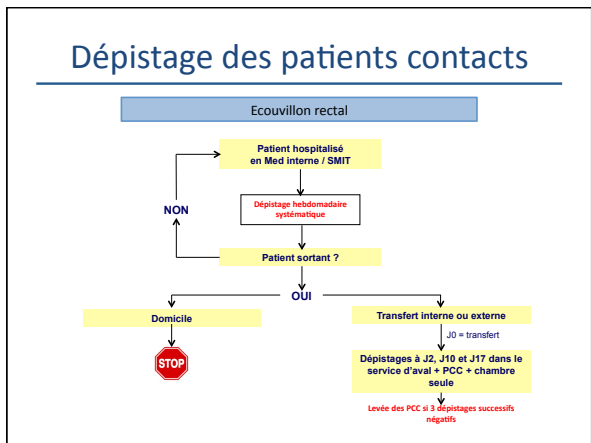 Dépistage des patients contacts
Ecouvillon rectal
Patient hospitalisé
en Med interne / SMIT
NON
Dépistage hebdomadaire
systématique
Patient sortant ?
OUI
Domicile
Transfert interne ou externe
STOP
J0 = transfert
Dépistages à J2, J10 et J17 dans le
service d'aval + PCC + chambre
seule
Levée des PCC si 3 dépistages successifs
négatifs